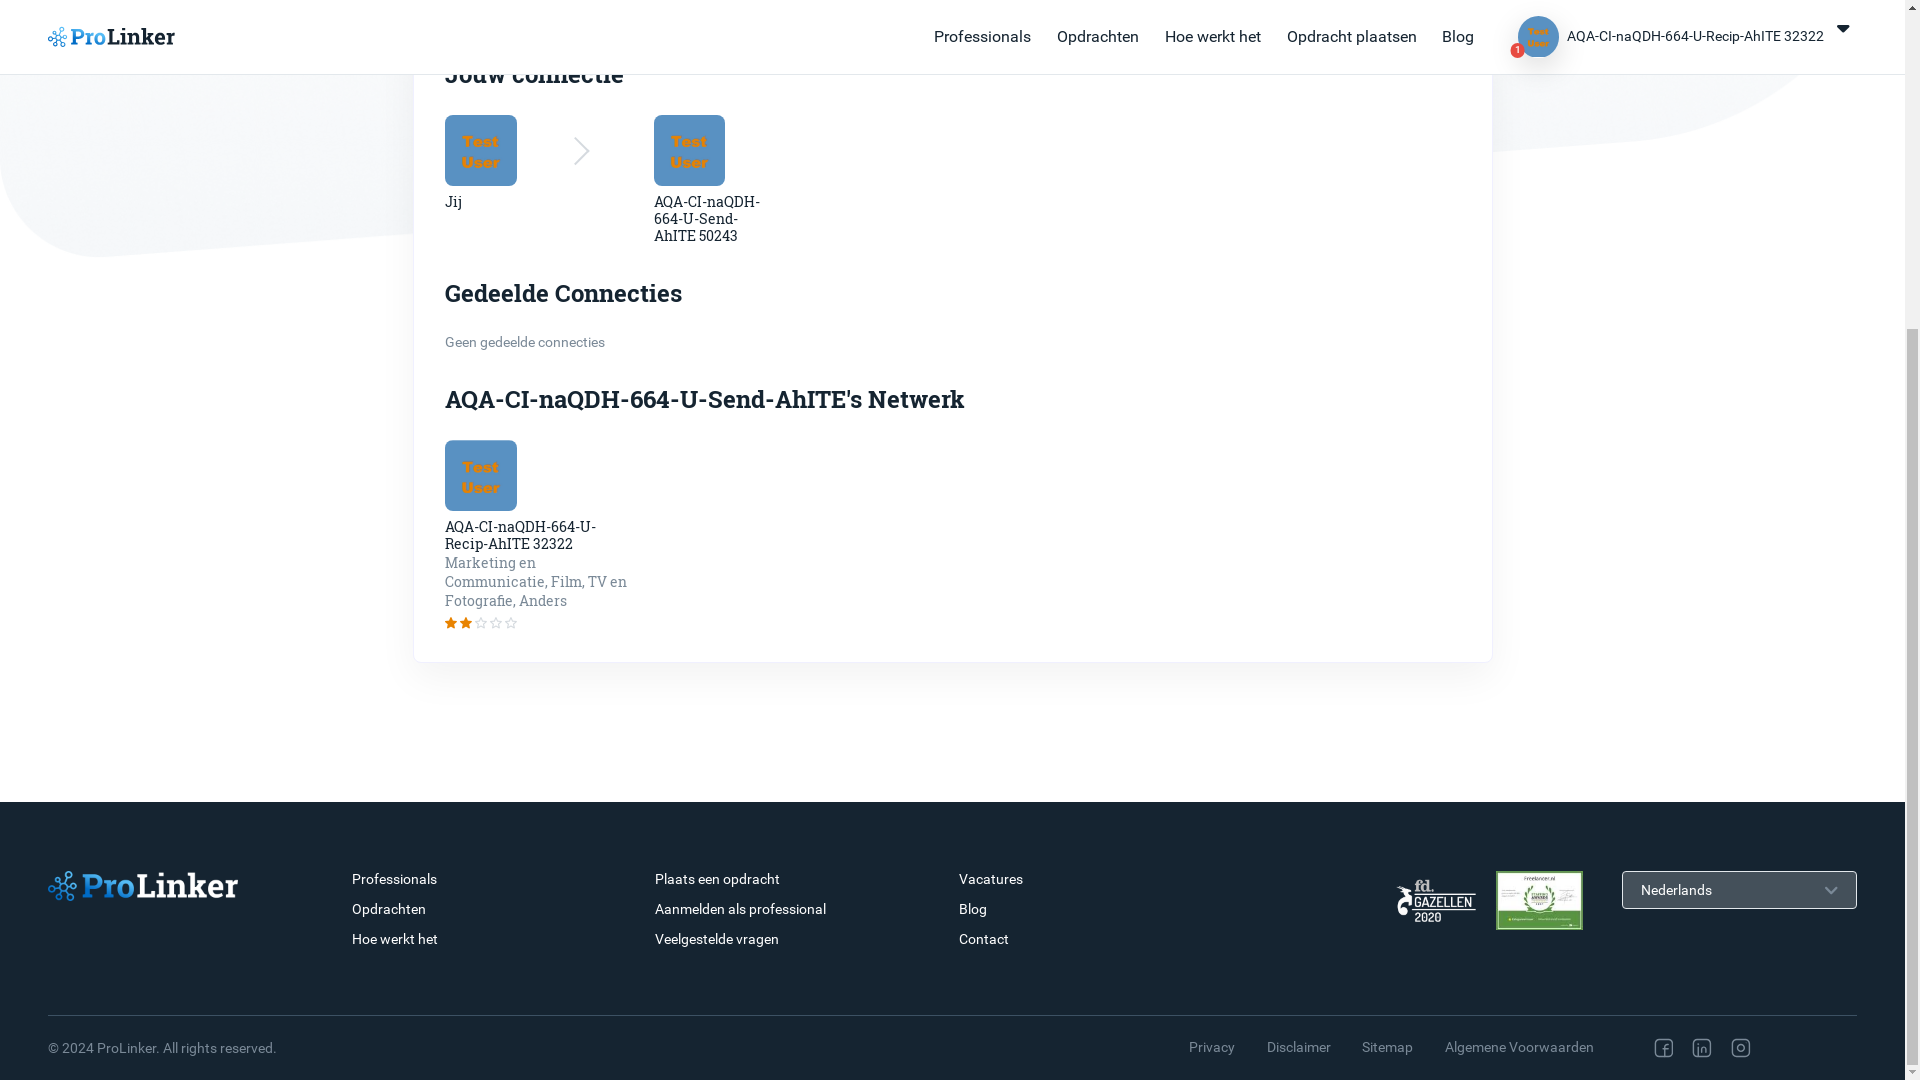 ProLinker
Professionals
Opdrachten
Hoe werkt het
Opdracht plaatsen
Blog
Test
User
1
AQA-CI-naQDH-664-U-Recip-AhITE 32322
Jouw connectie
Test
User
Test
User
Jij
AQA-CI-naQDH-
664-U-Send-
AhITE 50243
Gedeelde Connecties
Geen gedeelde connecties
AQA-CI-naQDH-664-U-Send-AhITE's Netwerk
Test
User
AQA-CI-naQDH-664-U-
Recip-AhITE 32322
Marketing en
Communicatie, Film, TV en
Fotografie, Anders
ProLinker
Professionals
Opdrachten
Hoe werkt het
Plaats een opdracht
Aanmelden als professional
Veelgestelde vragen
Vacatures
Blog
Contact
fd.
GAZELLEN
2020
Freelancer.nl
Nederlands
© 2024 ProLinker. All rights reserved.
Privacy
Disclaimer
Sitemap
Algemene Voorwaarden